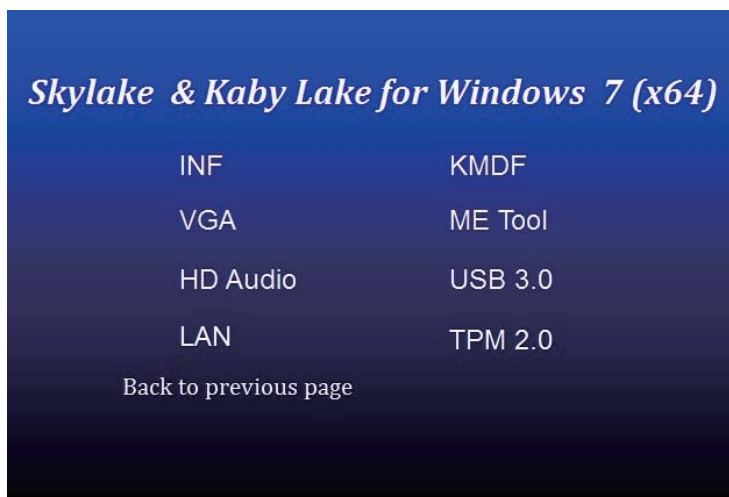 Skylake & Kaby Lake for Windows 7 (x64)
INF
KMDF
VGA
ME Tool
HD Audio
USB 3.0
LAN
TPM 2.0
Back to previous page